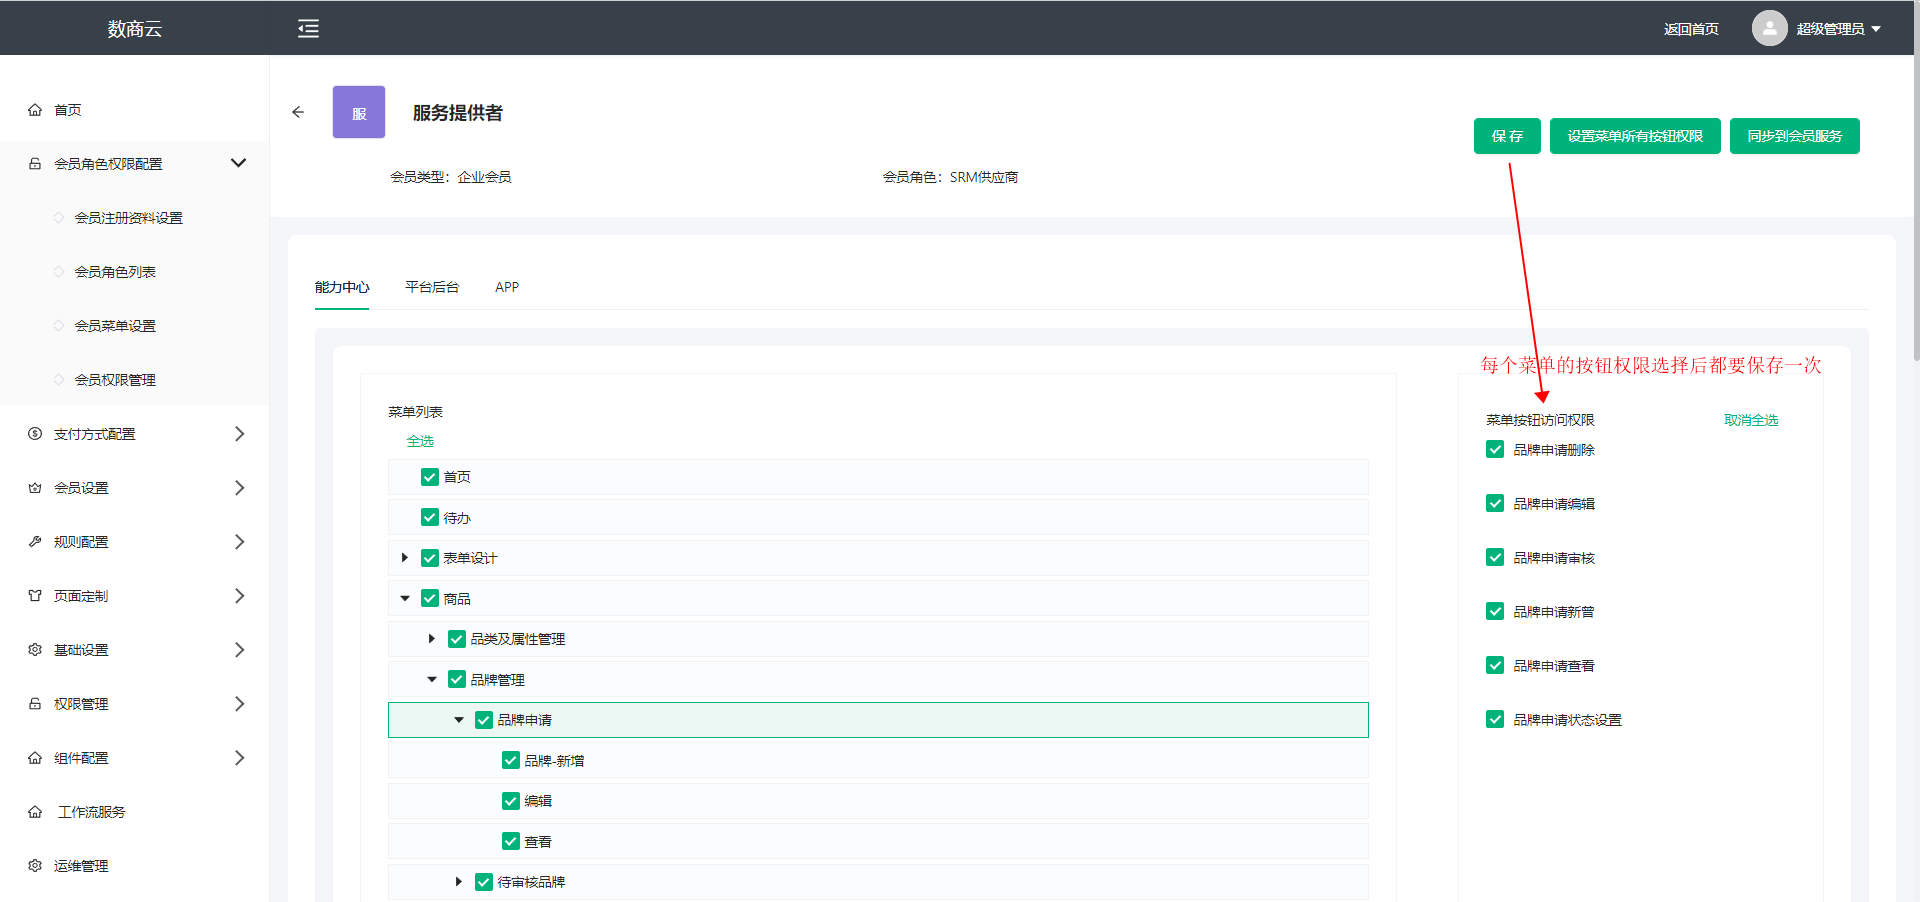 数商云
返回首页
超级管理员
首页
会员角色权限配置
会员注册资料设置
会员角色列表
会员菜单设置
会员权限管理
支付方式配置
会员设置
规则配置
页面定制
基础设置
权限管理
组件配置
工作流服务
运维管理
服
服务提供者
保 存
设置菜单所有按钮权限
同步到会员服务
会员类型：企业会员
会员角色：SRM供应商
能力中心
平台后台
APP
每个菜单的按钮权限选择后都要保存一次
菜单列表
全选
首页
待办
表单设计
商品
品类及属性管理
品牌管理
品牌申请
品牌-新增
编辑
查看
待审核品牌
菜单按钮访问权限
取消全选
品牌申请删除
品牌申请编辑
品牌申请审核
品牌申请新曾
品牌申请查看
品牌申请状态设置